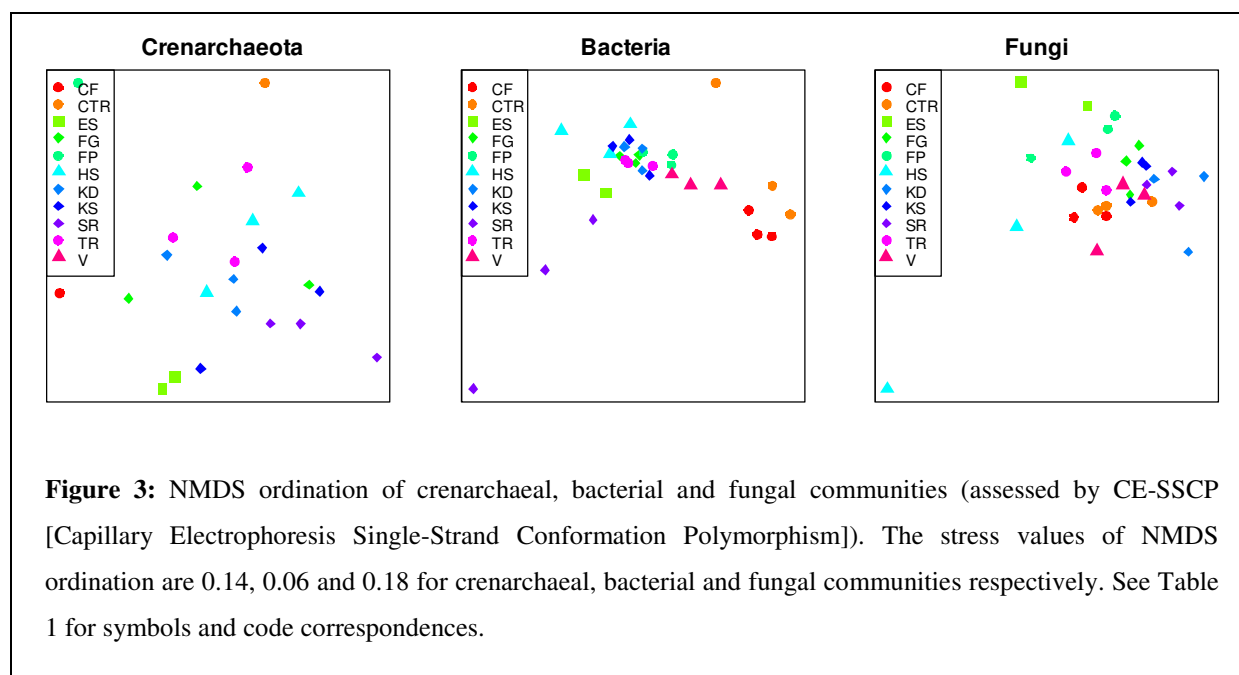 Crenarchaeota
CF
CTR
ES
FG
FP
HS
KD
KS
SR
TR
V
Bacteria
CF
CTR
ES
FG
FP
HS
KD
KS
SR
TR
V
Fungi
CF
CTR
ES
FG
FP
HS
KD
KS
SR
TR
V
Figure 3: NMDS ordination of crenarchaeal, bacterial and fungal communities (assessed by CE-SSCP
[Capillary Electrophoresis Single-Strand Conformation Polymorphism]). The stress values of NMDS
ordination are 0.14, 0.06 and 0.18 for crenarchaeal, bacterial and fungal communities respectively. See Table
1 for symbols and code correspondences.